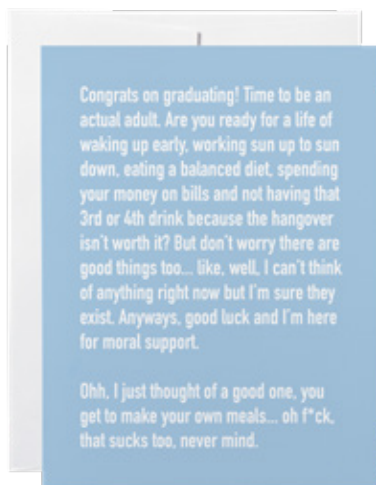 Congrats on graduating! Time to be an
actual adult. Are you ready for a life of
waking up early, working sun up to sun
down, eating a balanced diet, spending
your money on bills and not having that
3rd or 4th drink because the hangover
isn't worth it? But don't worry there are
good things too... like, well, I can't think
of anything right now but I'm sure they
exist. Anyways, good luck and I'm here
for moral support.

Ohh, I just thought of a good one, you
get to make your own meals... oh f*ck,
that sucks too, never mind.